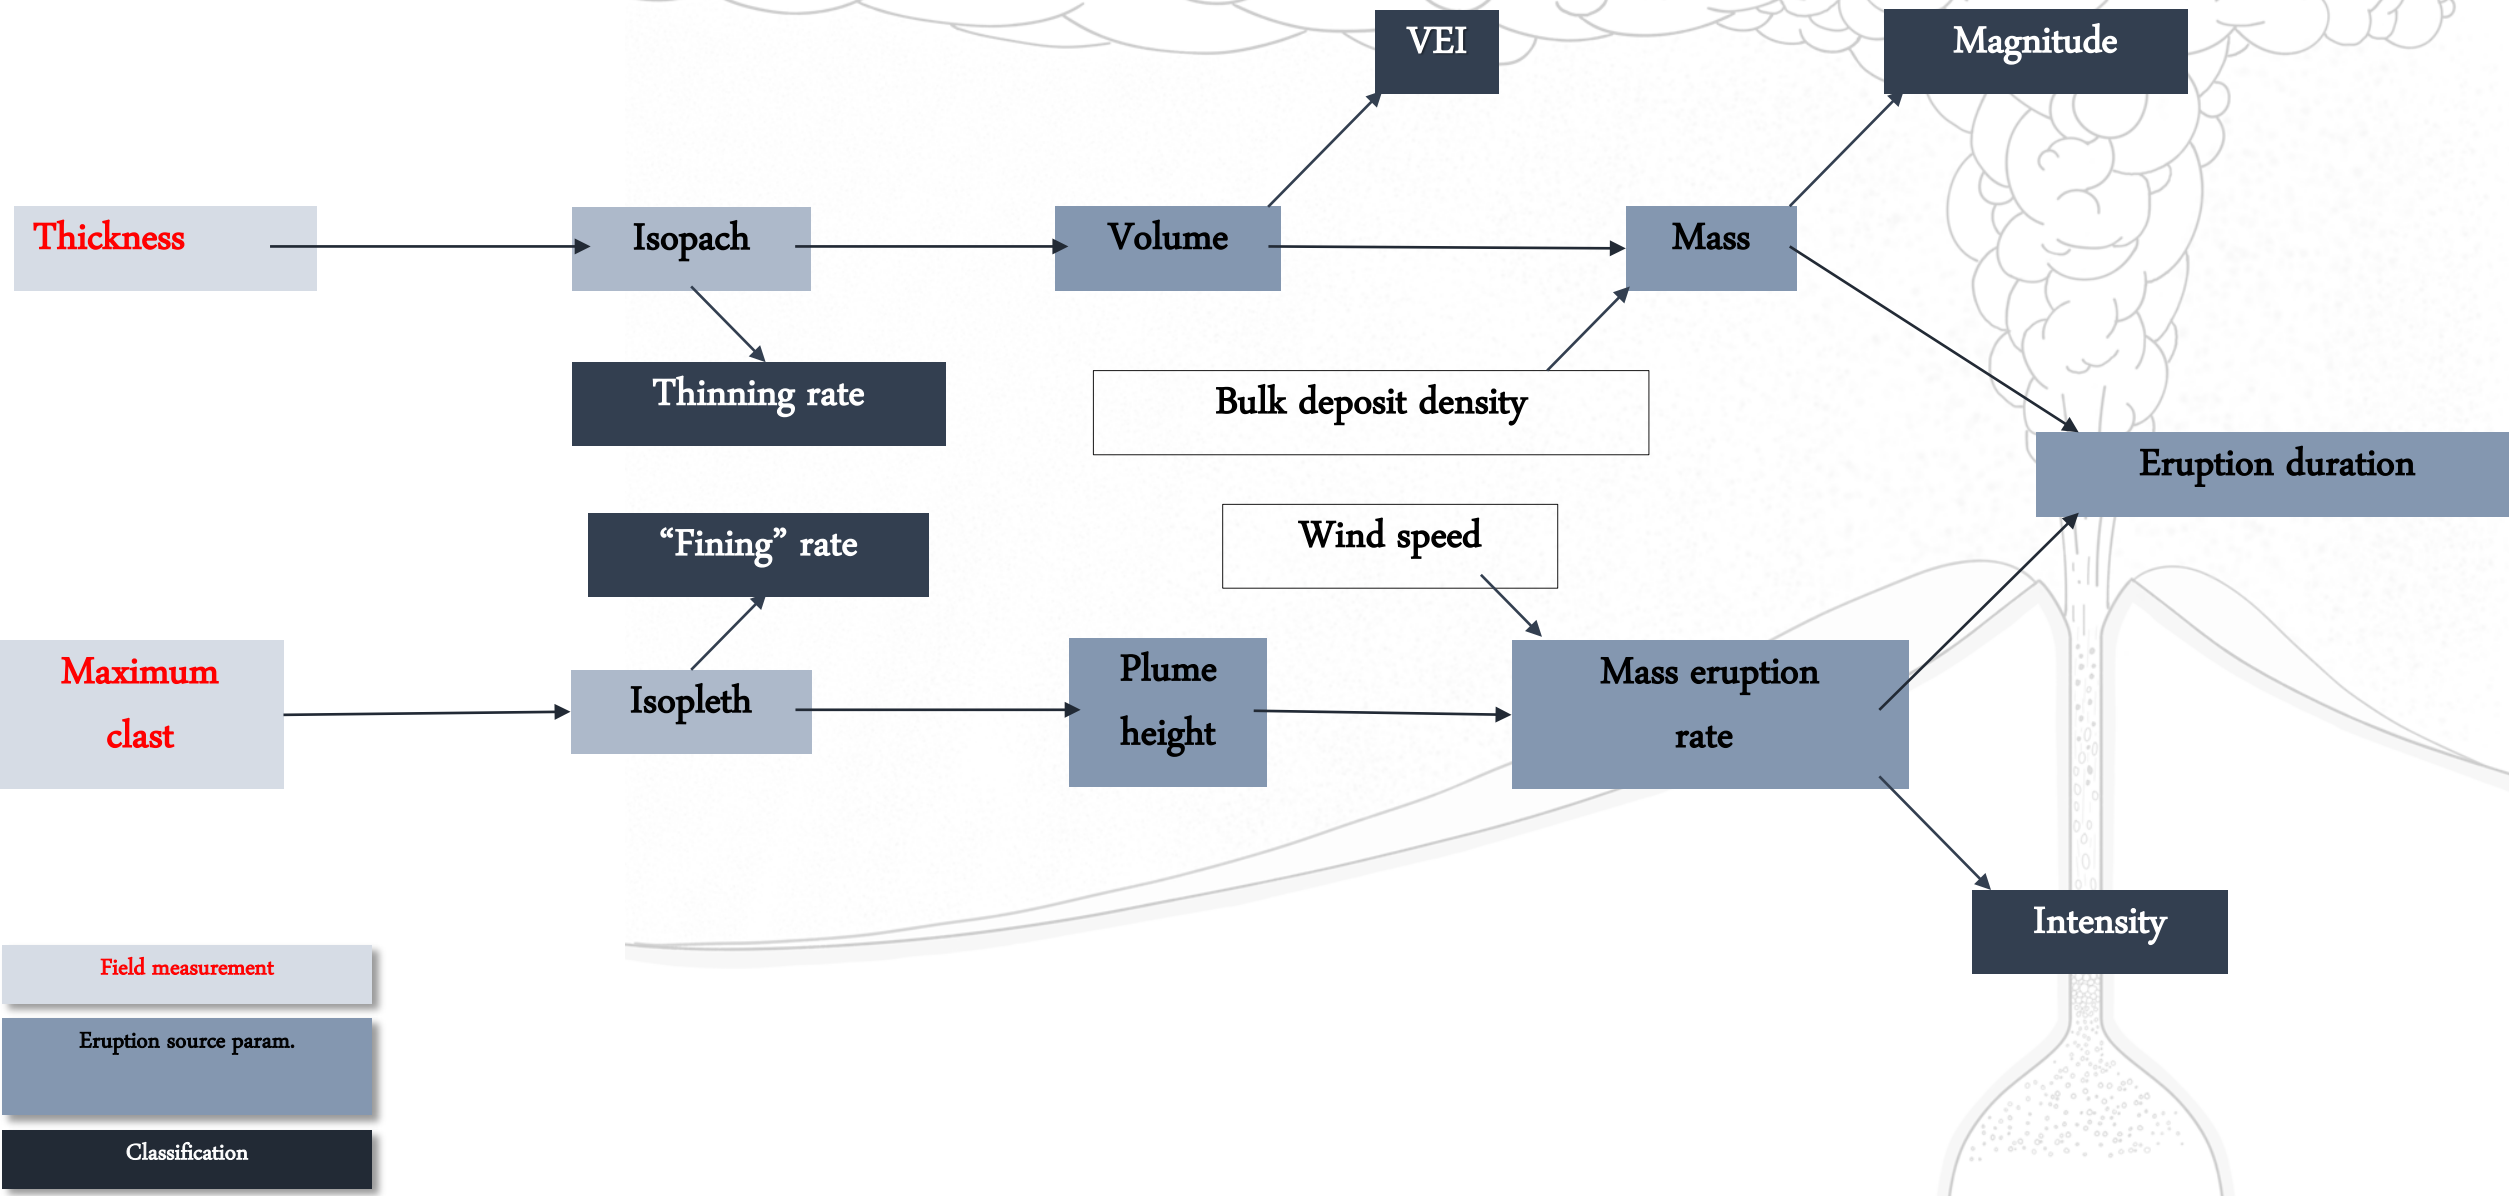 VEI
Magnitude
Thickness
Isopach
Volume
Mass
Thinning rate
Bulk deposit density
Eruption duration
“Fining” rate
Wind speed
Maximum
clast
Isopleth
Plume
height
Mass eruption
rate
Intensity
Field measurement
Eruption source param.
Classification